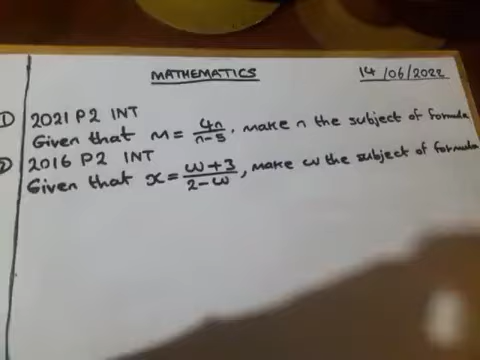 MATHEMATICS 14/06/2022
① 2021 P2 INT
Given that M = 4n/n-5. make n the subject of formula
② 2016 P2 INT
Given that x = w+3/2-w, make w the subject of formula